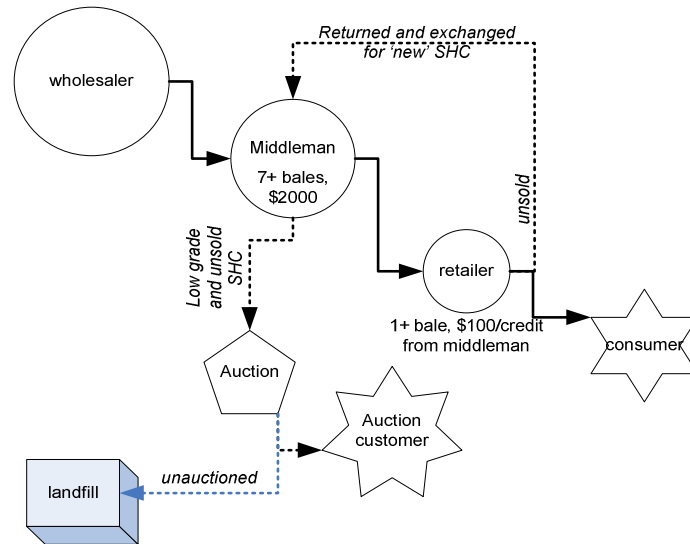 Returned and exchanged
for ‘new’ SHC
wholesaler
Middleman
7+ bales,
$2000
unsold
Low grade
and unsold
SHC
retailer
1+ bale, $100/credit
from middleman
consumer
Auction
Auction
customer
unauctioned
landfill